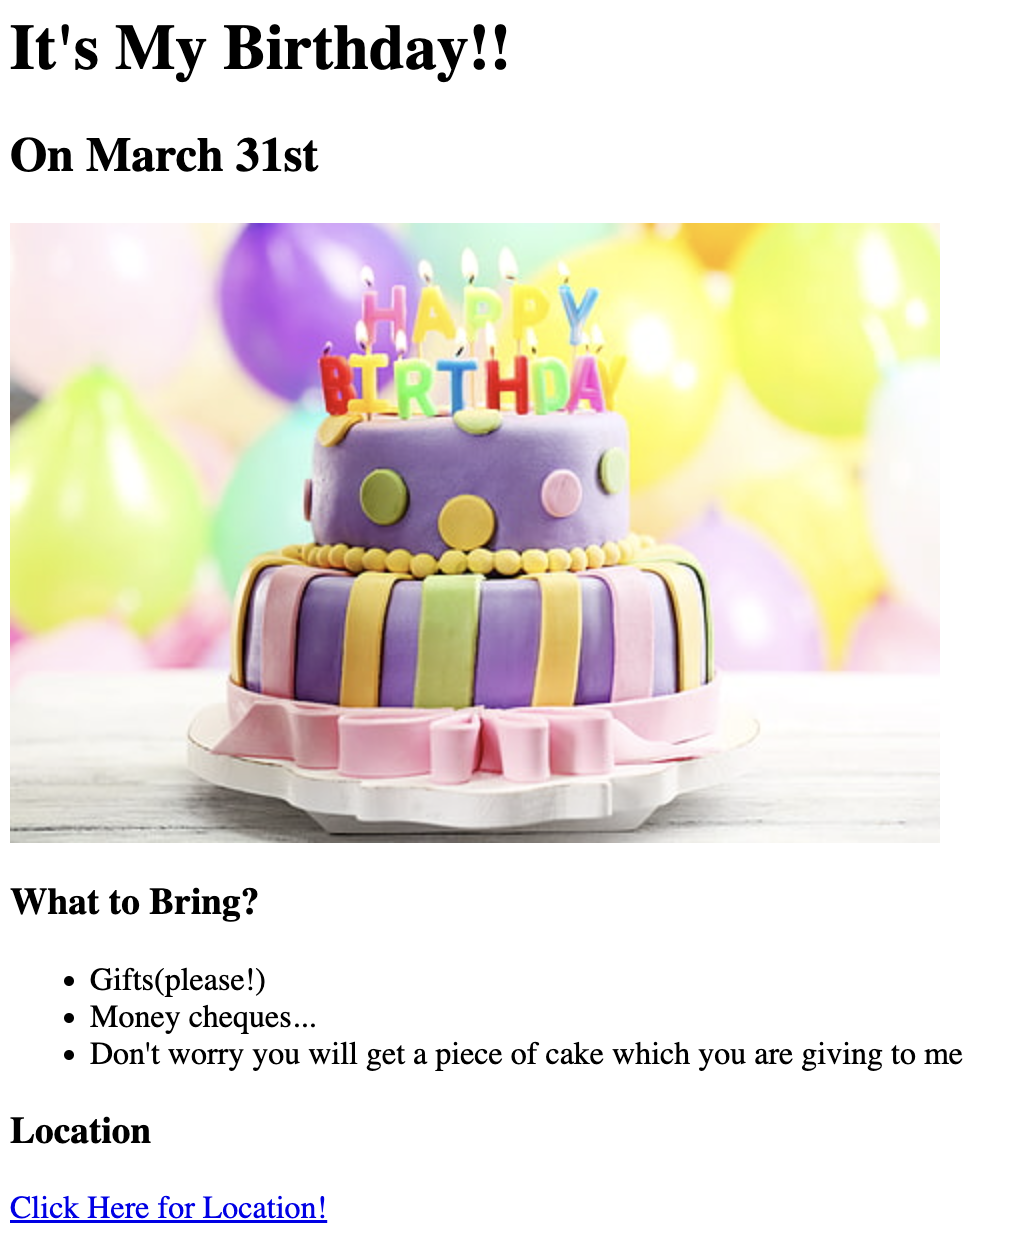 It's My Birthday!!
On March 31st
HAPPY
BIRTHDAY
What to Bring?
Gifts(please!)
Money cheques...
Don't worry you will get a piece of cake which you are giving to me
Location
Click Here for Location!